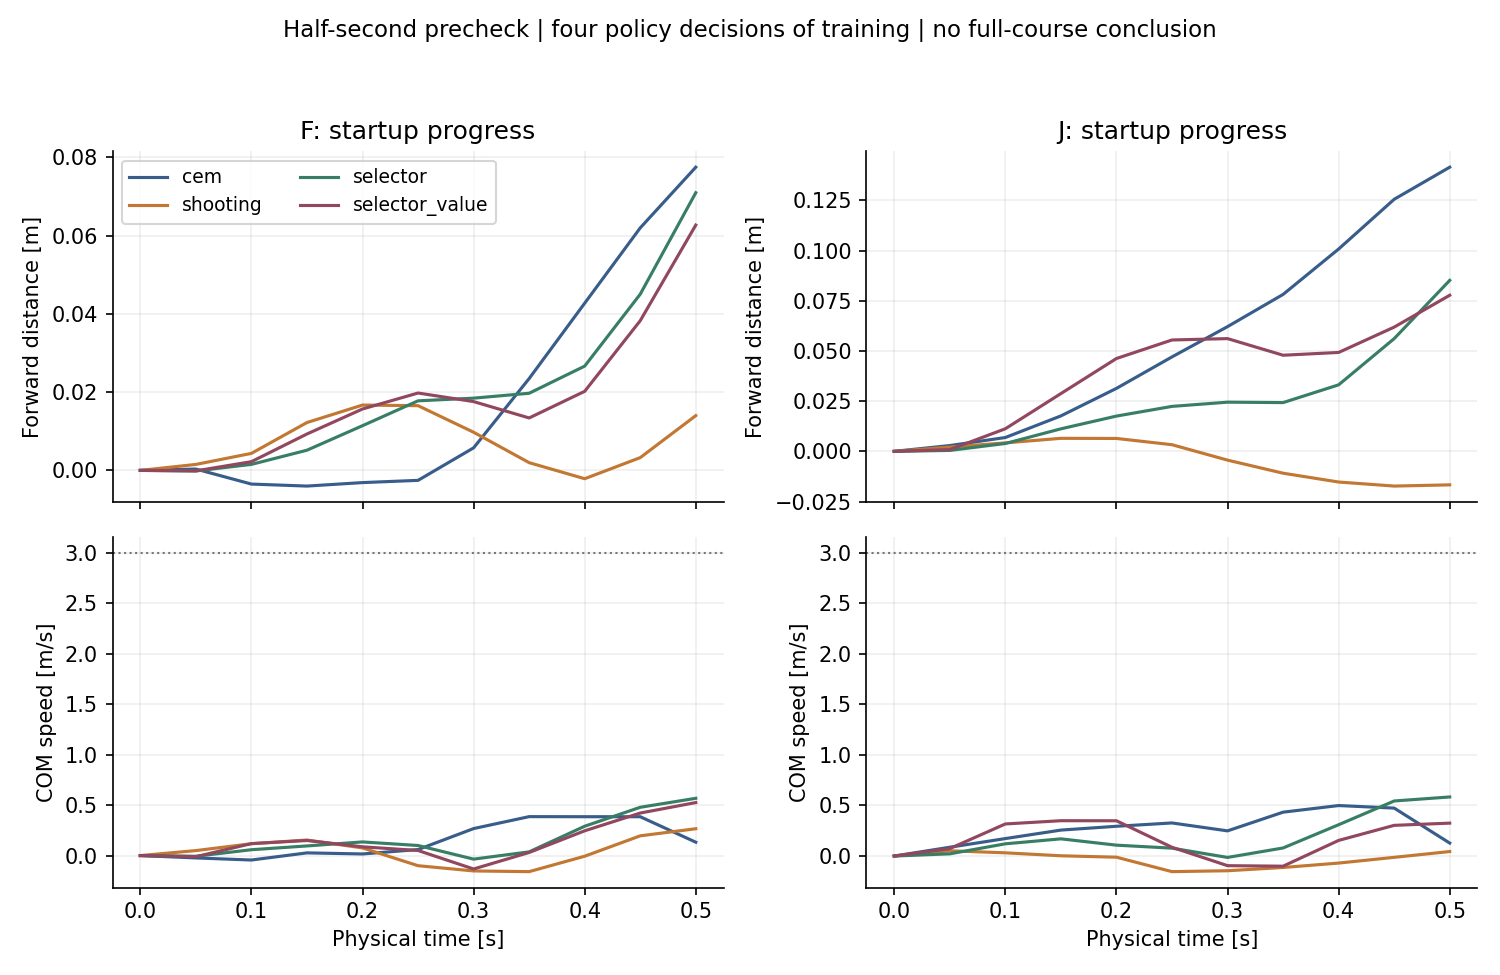 Half-second precheck | four policy decisions of training | no full-course conclusion
F: startup progress
Forward distance [m]
0.08
0.06
0.04
0.02
0.00
cem
shooting
selector
selector_value
J: startup progress
Forward distance [m]
0.125
0.100
0.075
0.050
0.025
0.000
−0.025
COM speed [m/s]
3.0
2.5
2.0
1.5
1.0
0.5
0.0
0.0 0.1 0.2 0.3 0.4 0.5
Physical time [s]
COM speed [m/s]
3.0
2.5
2.0
1.5
1.0
0.5
0.0
0.0 0.1 0.2 0.3 0.4 0.5
Physical time [s]